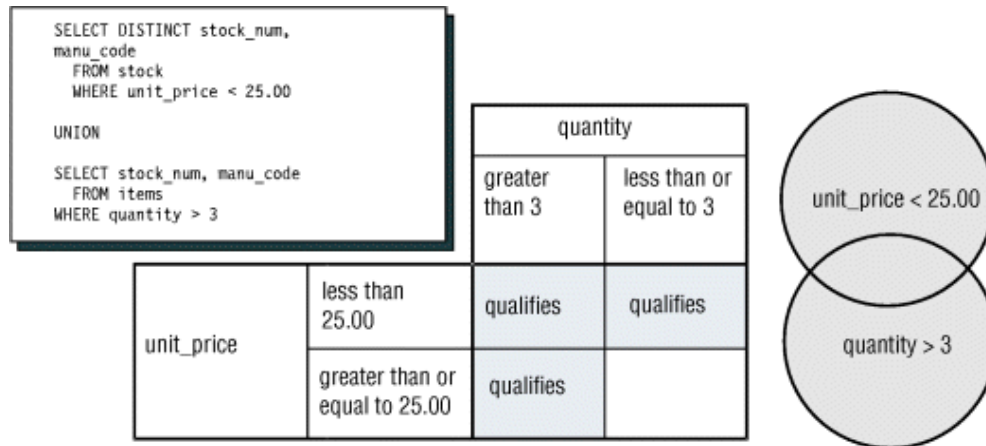 SELECT DISTINCT stock_num,
manu_code
FROM stock
WHERE unit_price < 25.00
UNION
SELECT stock_num, manu_code
FROM items
WHERE quantity > 3
quantity
greater
than 3
less than or
equal to 3
unit_price
less than
25.00
qualifies
qualifies
greater than or
equal to 25.00
qualifies
unit_price < 25.00
quantity > 3